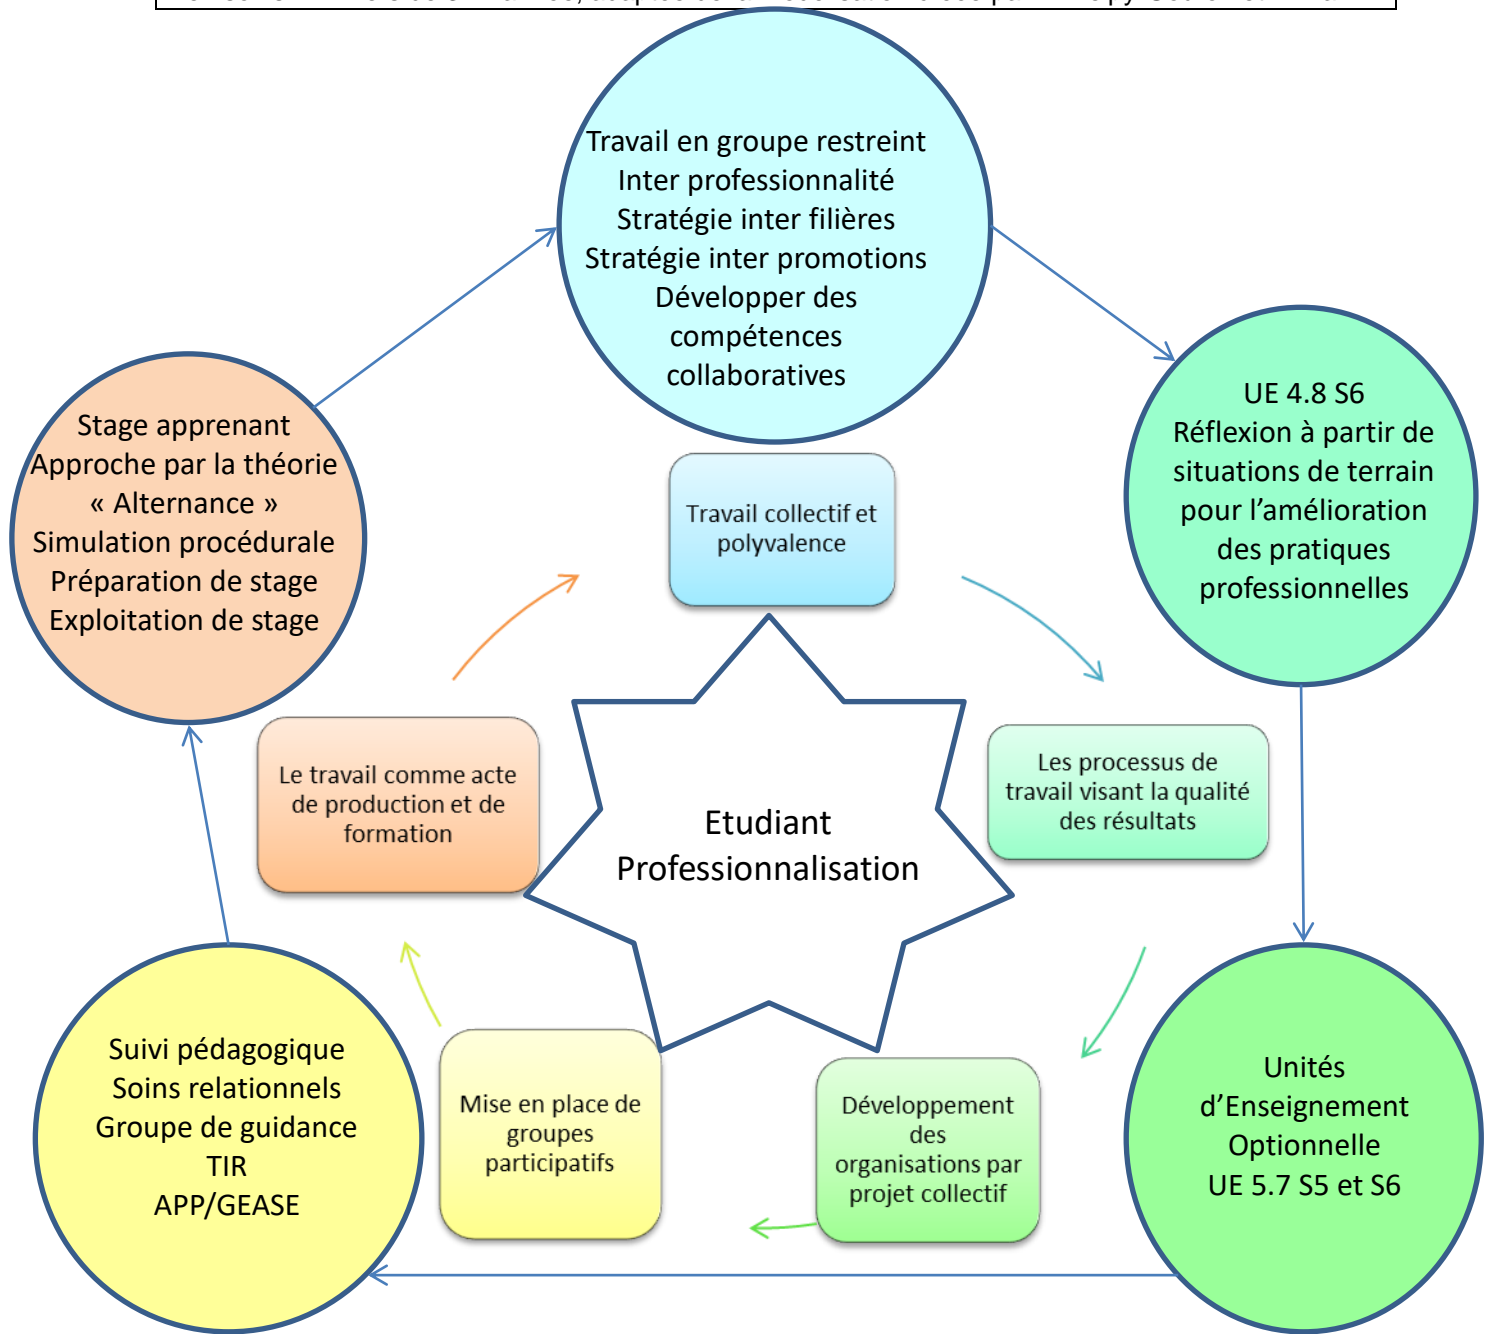 Travail en groupe restreint
Inter professionnalité
Stratégie inter filières
Stratégie inter promotions
Développer des
compétences
collaboratives
UE 4.8 S6
Réflexion à partir de
situations de terrain
pour l’amélioration
des pratiques
professionnelles
Stage apprenant
Approche par la théorie
« Alternance »
Simulation procédurale
Préparation de stage
Exploitation de stage
Travail collectif et
polyvalence
Le travail comme acte
de production et de
formation
Les processus de
travail visant la qualité
des résultats
Etudiant
Professionnalisation
Mise en place de
groupes
participatifs
Développement
des
organisations par
projet collectif
Suivi pédagogique
Soins relationnels
Groupe de guidance
TIR
APP/GEASE
Unités
d’Enseignement
Optionnelle
UE 5.7 S5 et S6